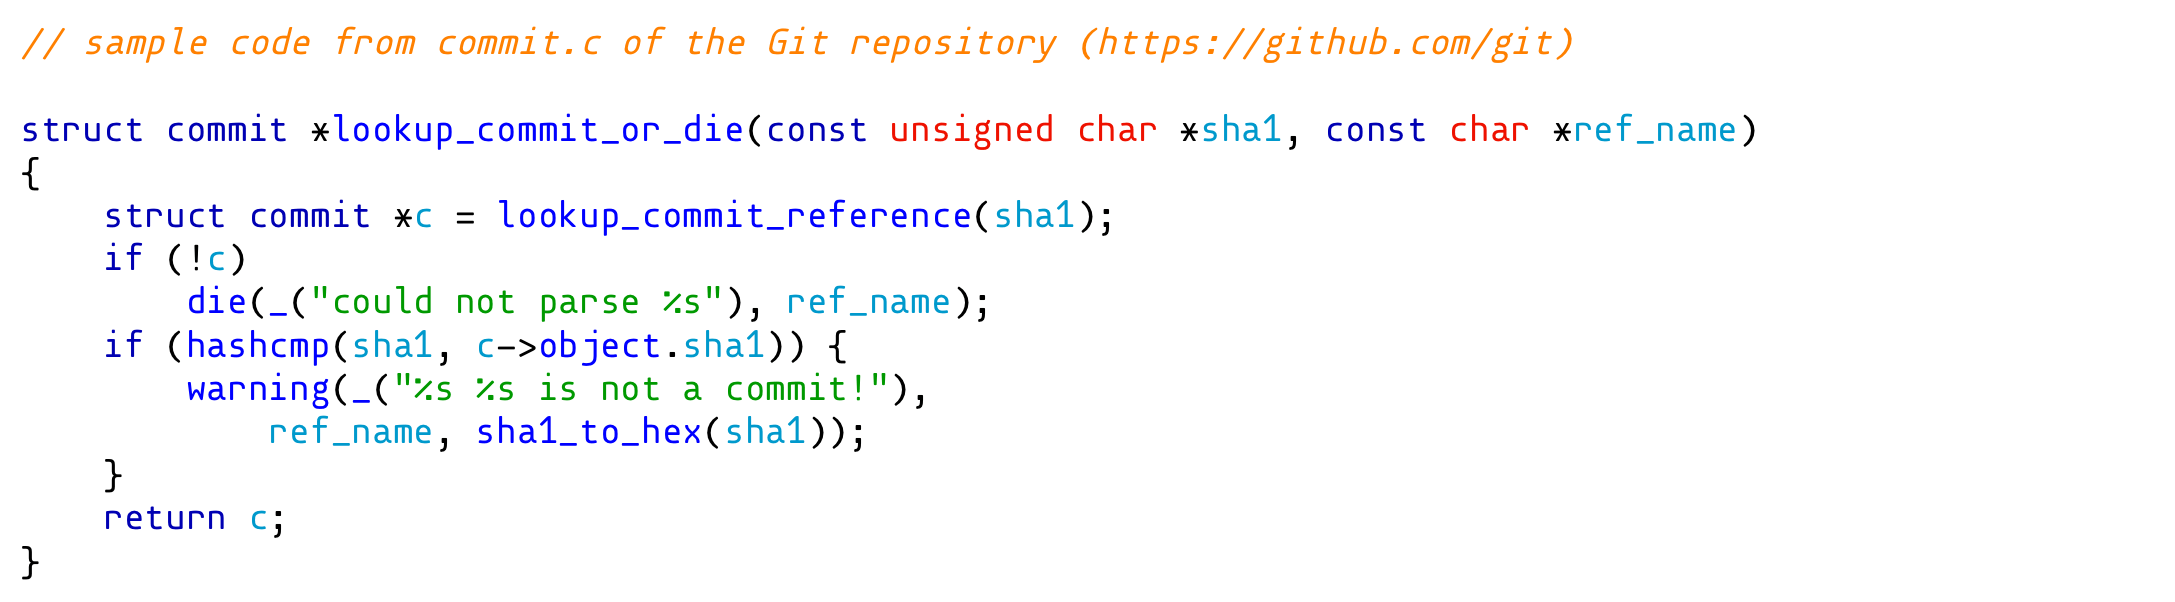 // sample code from commit.c of the Git repository (https://github.com/git)

struct commit *lookup_commit_or_die(const unsigned char *sha1, const char *ref_name)
{
    struct commit *c = lookup_commit_reference(sha1);
    if (!c)
        die(_("could not parse %s"), ref_name);
    if (hashcmp(sha1, c->object.sha1)) {
        warning(_("%s %s is not a commit!"),
            ref_name, sha1_to_hex(sha1));
    }
    return c;
}